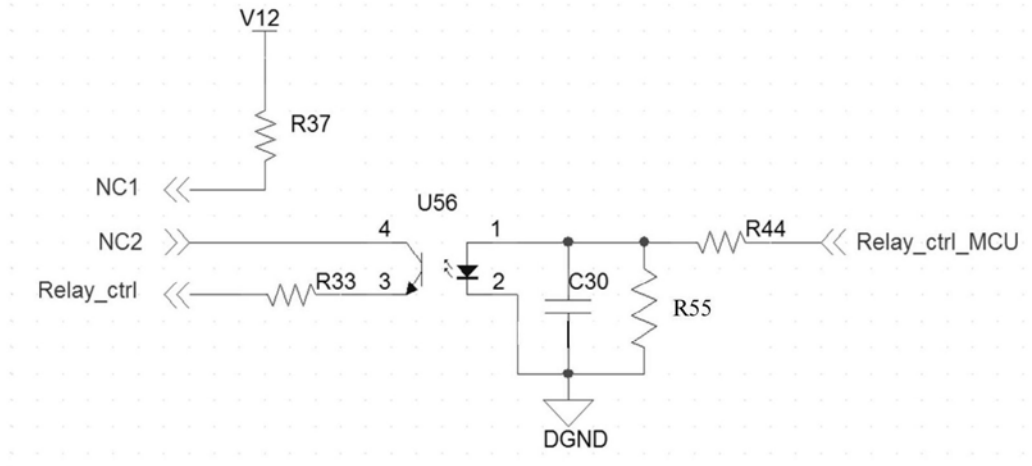 V12
R37
NC1
U56
NC2 4 1 R44 Relay_ctrl_MCU
Relay_ctrl R33 3 2 C30
R55
DGND